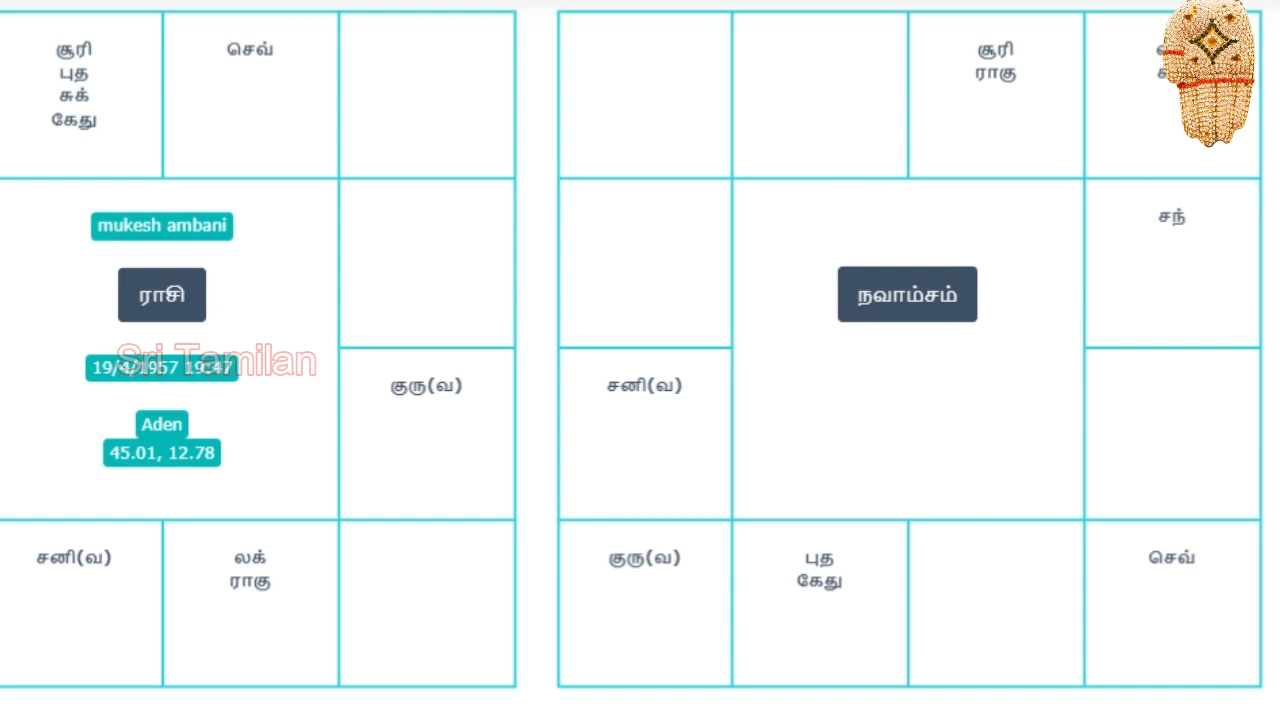 சூரி
புத
சுக்
கேது
செவ்
mukesh ambani
ராசி
19/4/1957 19:47
Sri Tamilan
Aden
45.01, 12.78
குரு(வ)
சனி(வ)
லக்
ராகு
சூரி
ராகு
சந்
நவாம்சம்
சனி(வ)
குரு(வ)
புத
கேது
செவ்